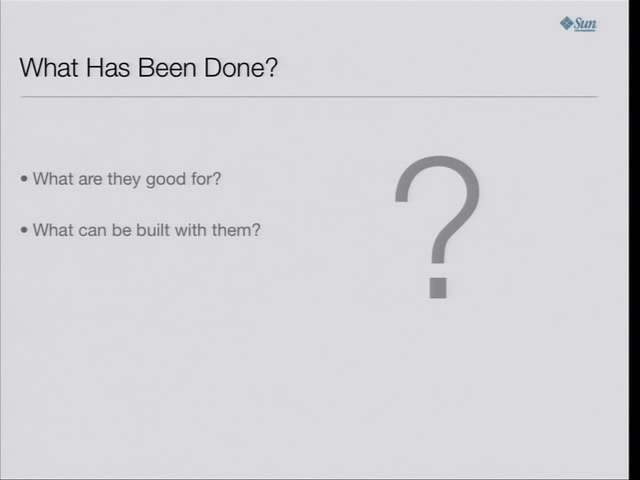 Sun
What Has Been Done?
• What are they good for?
• What can be built with them?
?